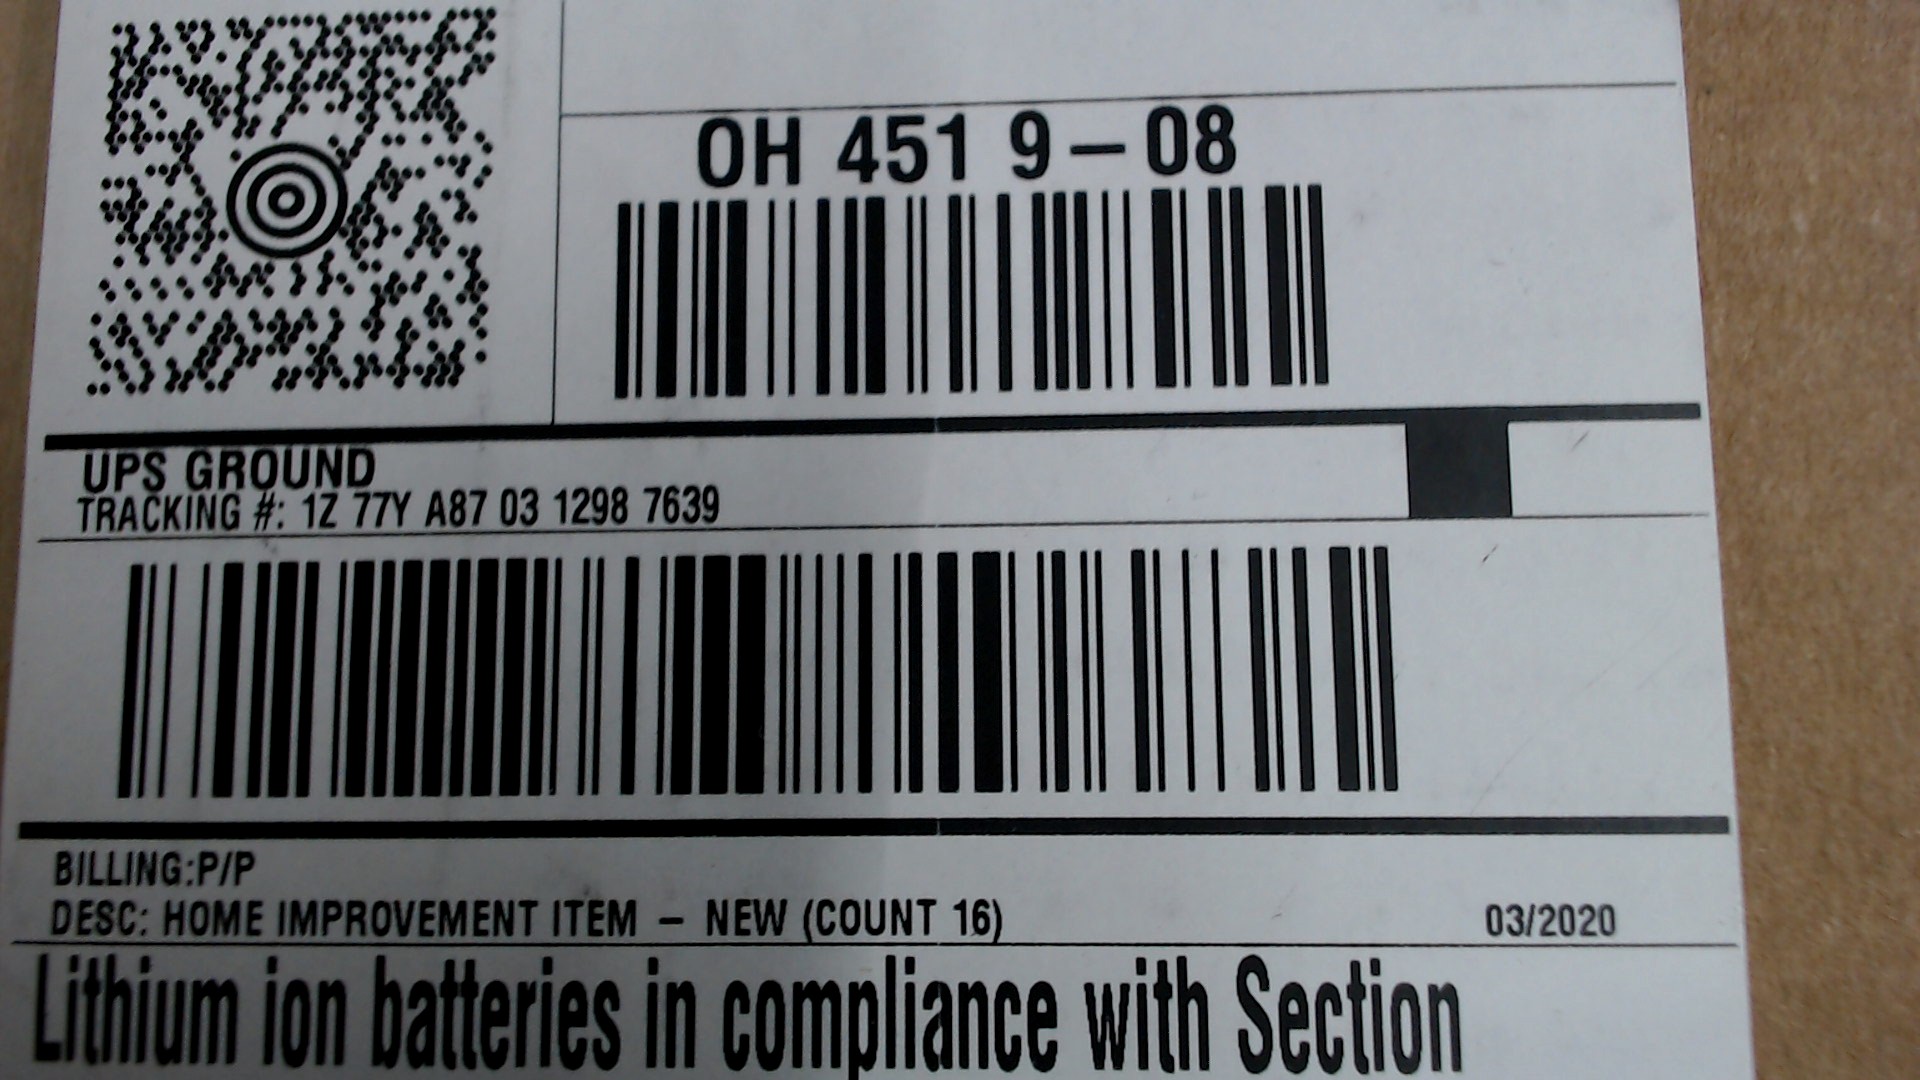 OH 451 9-08
UPS GROUND
TRACKING #: 1Z 77Y A87 03 1298 7639
BILLING:P/P
DESC: HOME IMPROVEMENT ITEM - NEW (COUNT 16)
03/2020
Lithium ion batteries in compliance with Section